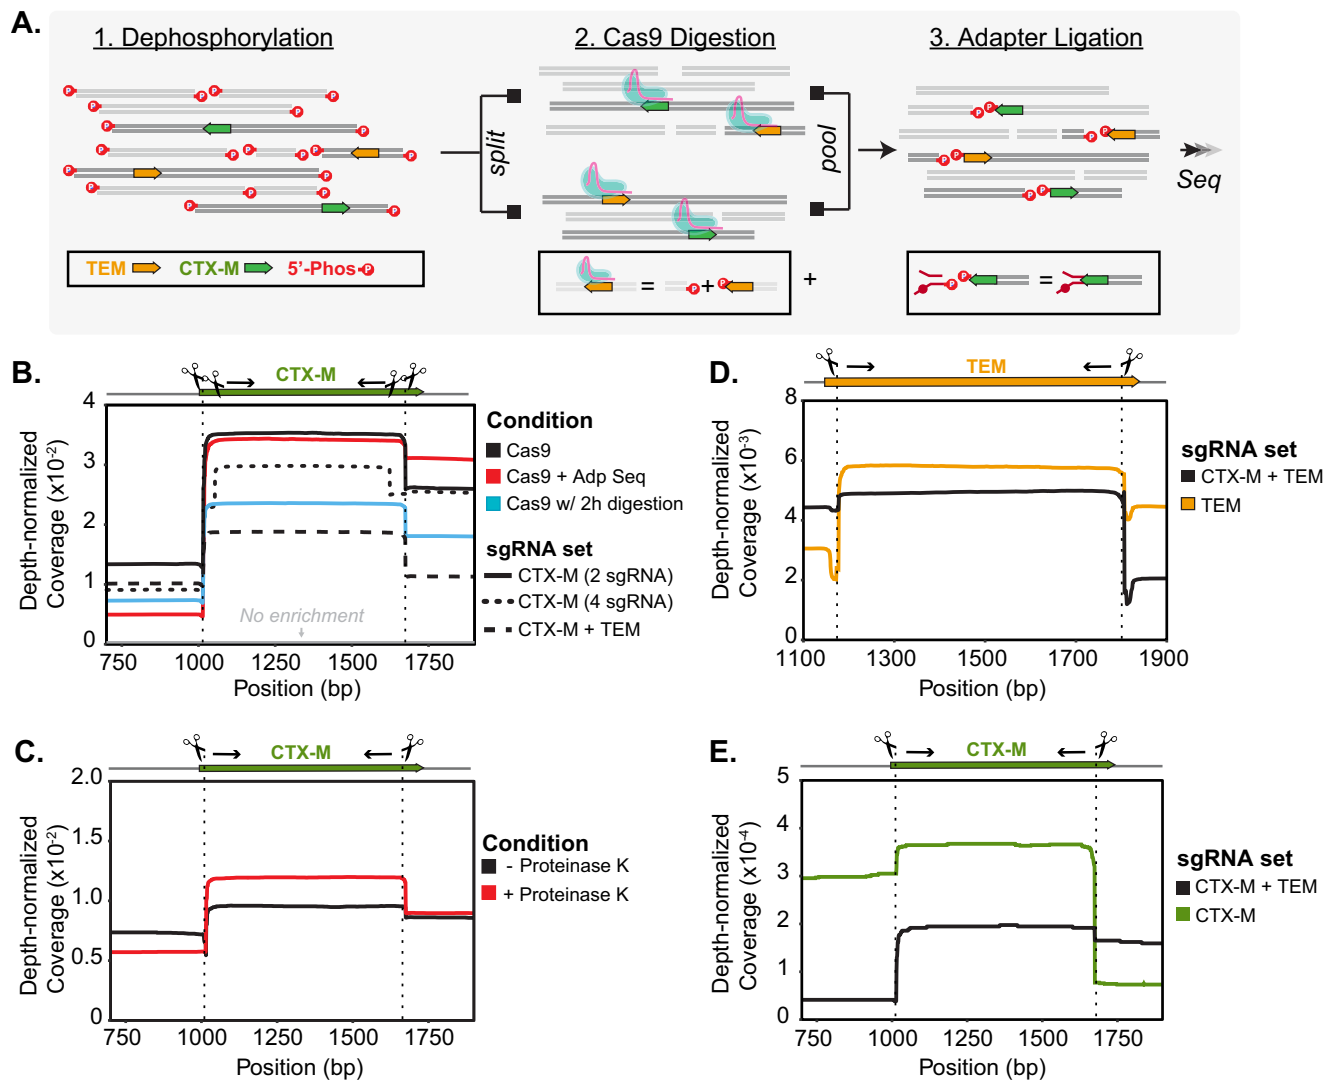 A.
1. Dephosphorylation
2. Cas9 Digestion
3. Adapter Ligation
P P P P
P P
P P
P P P P P P
P P
P P P
P P
split
pool
Seq
P P
P P
P P
P P
TEM CTX-M 5'-Phos P
= P + P
+
P P =
B.
CTX-M
4
3
2
1
0
Depth-normalized
Coverage (x10-2)
No enrichment
750 1000 1250 1500 1750
Position (bp)
Condition
Cas9
Cas9 + Adp Seq
Cas9 w/ 2h digestion
sgRNA set
CTX-M (2 sgRNA)
CTX-M (4 sgRNA)
CTX-M + TEM
D.
TEM
8
6
4
2
0
Depth-normalized
Coverage (x10-3)
1100 1300 1500 1700 1900
Position (bp)
sgRNA set
CTX-M + TEM
TEM
C.
CTX-M
2.0
1.5
1.0
0.5
0
Depth-normalized
Coverage (x10-2)
750 1000 1250 1500 1750
Position (bp)
Condition
- Proteinase K
+ Proteinase K
E.
CTX-M
5
4
3
2
1
0
Depth-normalized
Coverage (x10-4)
750 1000 1250 1500 1750
Position (bp)
sgRNA set
CTX-M + TEM
CTX-M